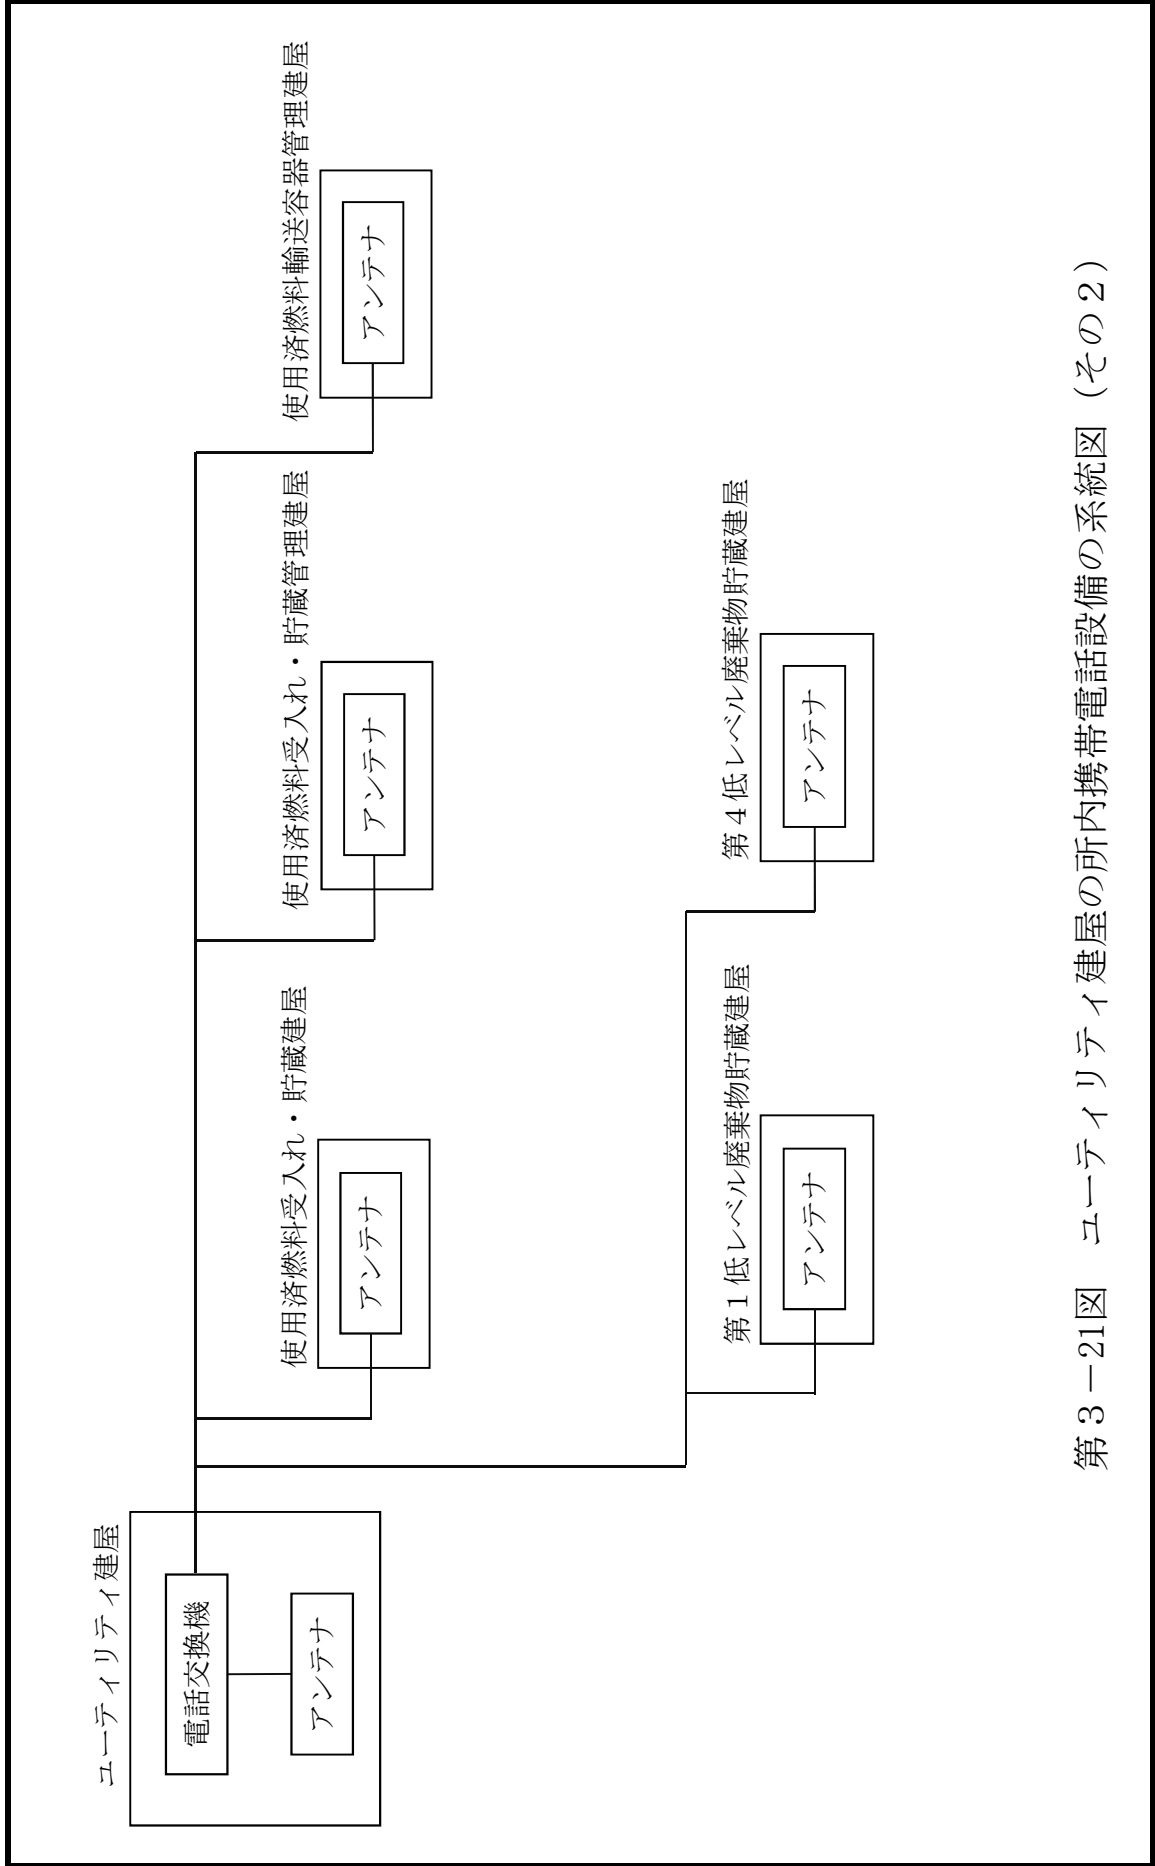 ユーティリティ建屋
電話交換機
アンテナ
使用済燃料受入れ・貯蔵建屋
アンテナ
使用済燃料受入れ・貯蔵管理建屋
アンテナ
使用済燃料輸送容器管理建屋
アンテナ
第1低レベル廃棄物貯蔵建屋
アンテナ
第4低レベル廃棄物貯蔵建屋
アンテナ
第3-21図 ユーティリティ建屋の所内携帯電話設備の系統図(その2)